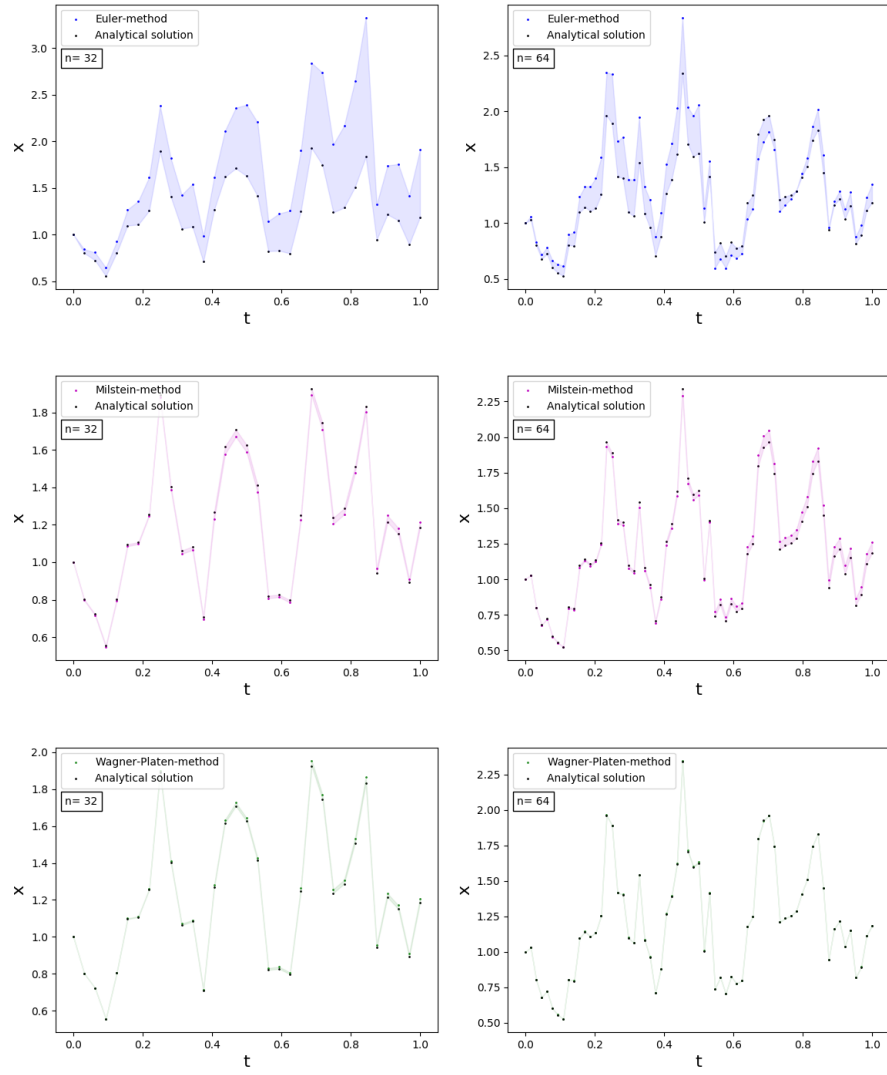 Euler-method
Analytical solution
n= 32
3.0
2.5
2.0
1.5
1.0
0.5
x
0.0 0.2 0.4 0.6 0.8 1.0
t
Euler-method
Analytical solution
n= 64
2.5
2.0
1.5
1.0
0.5
x
0.0 0.2 0.4 0.6 0.8 1.0
t
Milstein-method
Analytical solution
n= 32
1.8
1.6
1.4
1.2
1.0
0.8
0.6
x
0.0 0.2 0.4 0.6 0.8 1.0
t
Milstein-method
Analytical solution
n= 64
2.25
2.00
1.75
1.50
1.25
1.00
0.75
0.50
x
0.0 0.2 0.4 0.6 0.8 1.0
t
Wagner-Platen-method
Analytical solution
n= 32
2.0
1.8
1.6
1.4
1.2
1.0
0.8
0.6
x
0.0 0.2 0.4 0.6 0.8 1.0
t
Wagner-Platen-method
Analytical solution
n= 64
2.25
2.00
1.75
1.50
1.25
1.00
0.75
0.50
x
0.0 0.2 0.4 0.6 0.8 1.0
t